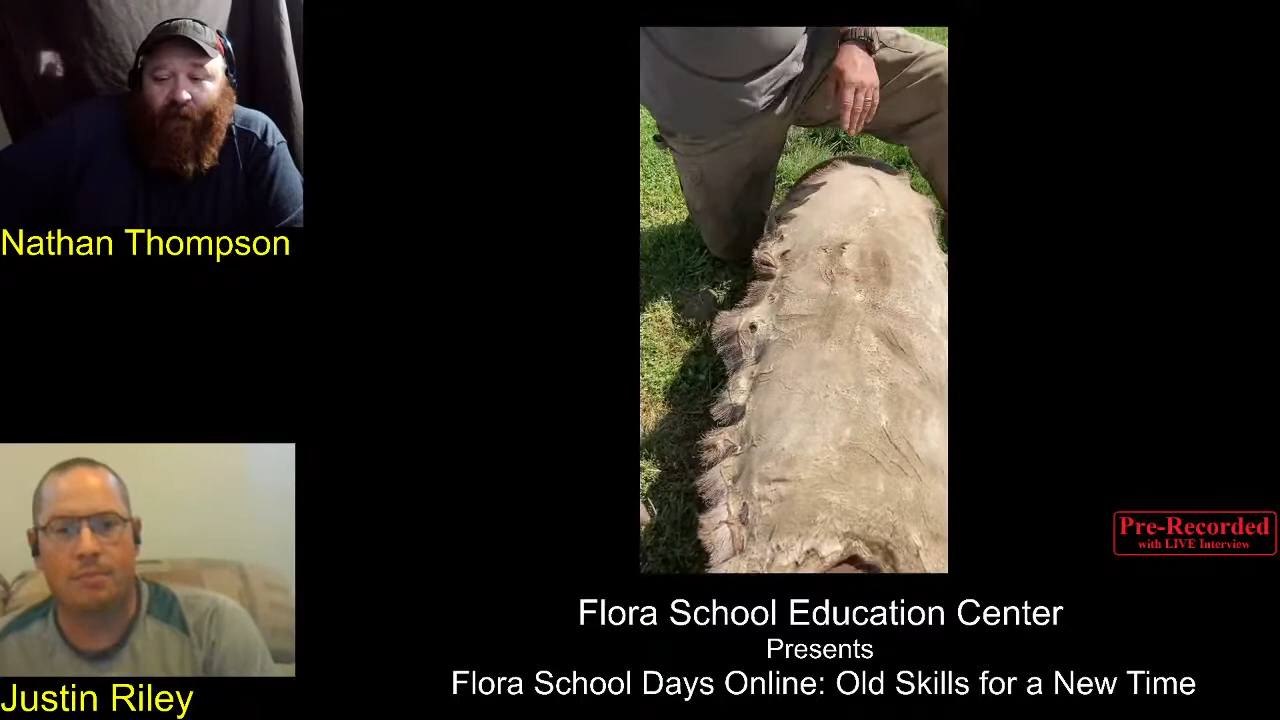 Nathan Thompson
Justin Riley
Pre-Recorded
with LIVE Interview
Flora School Education Center
Presents
Flora School Days Online: Old Skills for a New Time